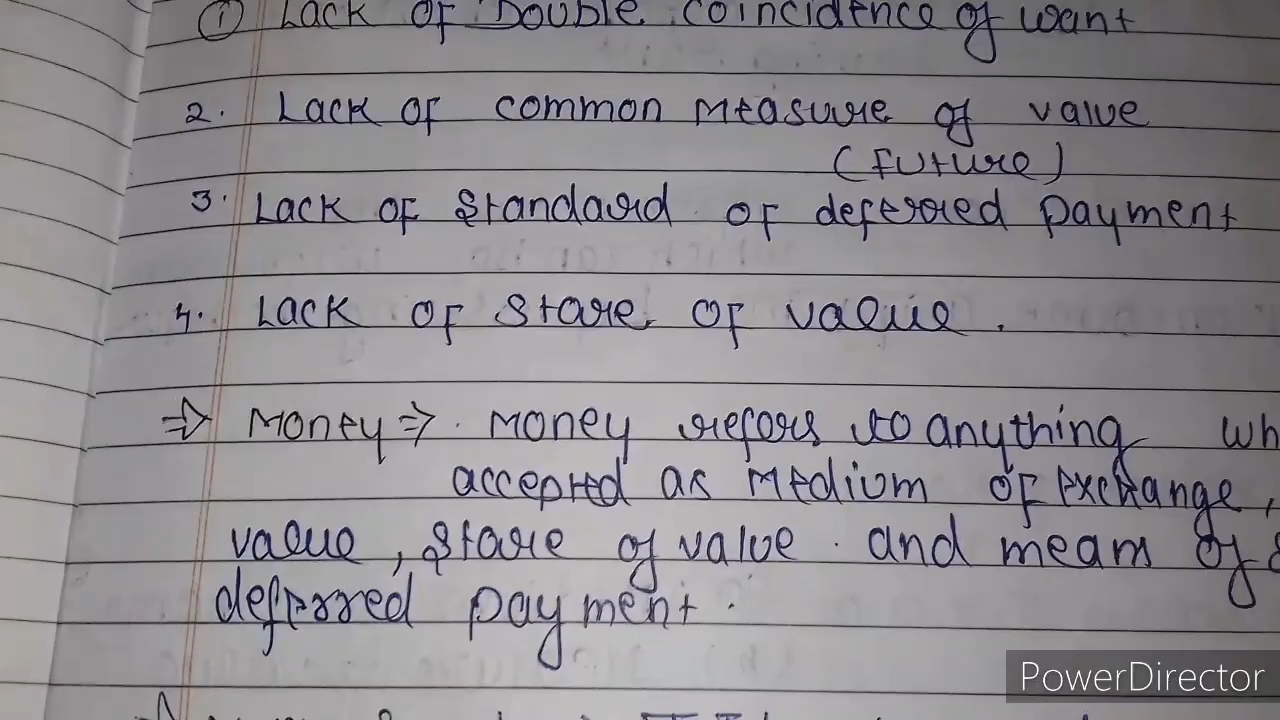 ① Lack of Double coincidence of want
2. Lack of common measure of value
(future)
3. Lack of Standard of deferred payment
4. Lack of Store of value.
⇒ Money ⇒ Money refers to anything wh
accepted as medium of exchange,
value, Store of value and means of
deferred payment.
PowerDirector